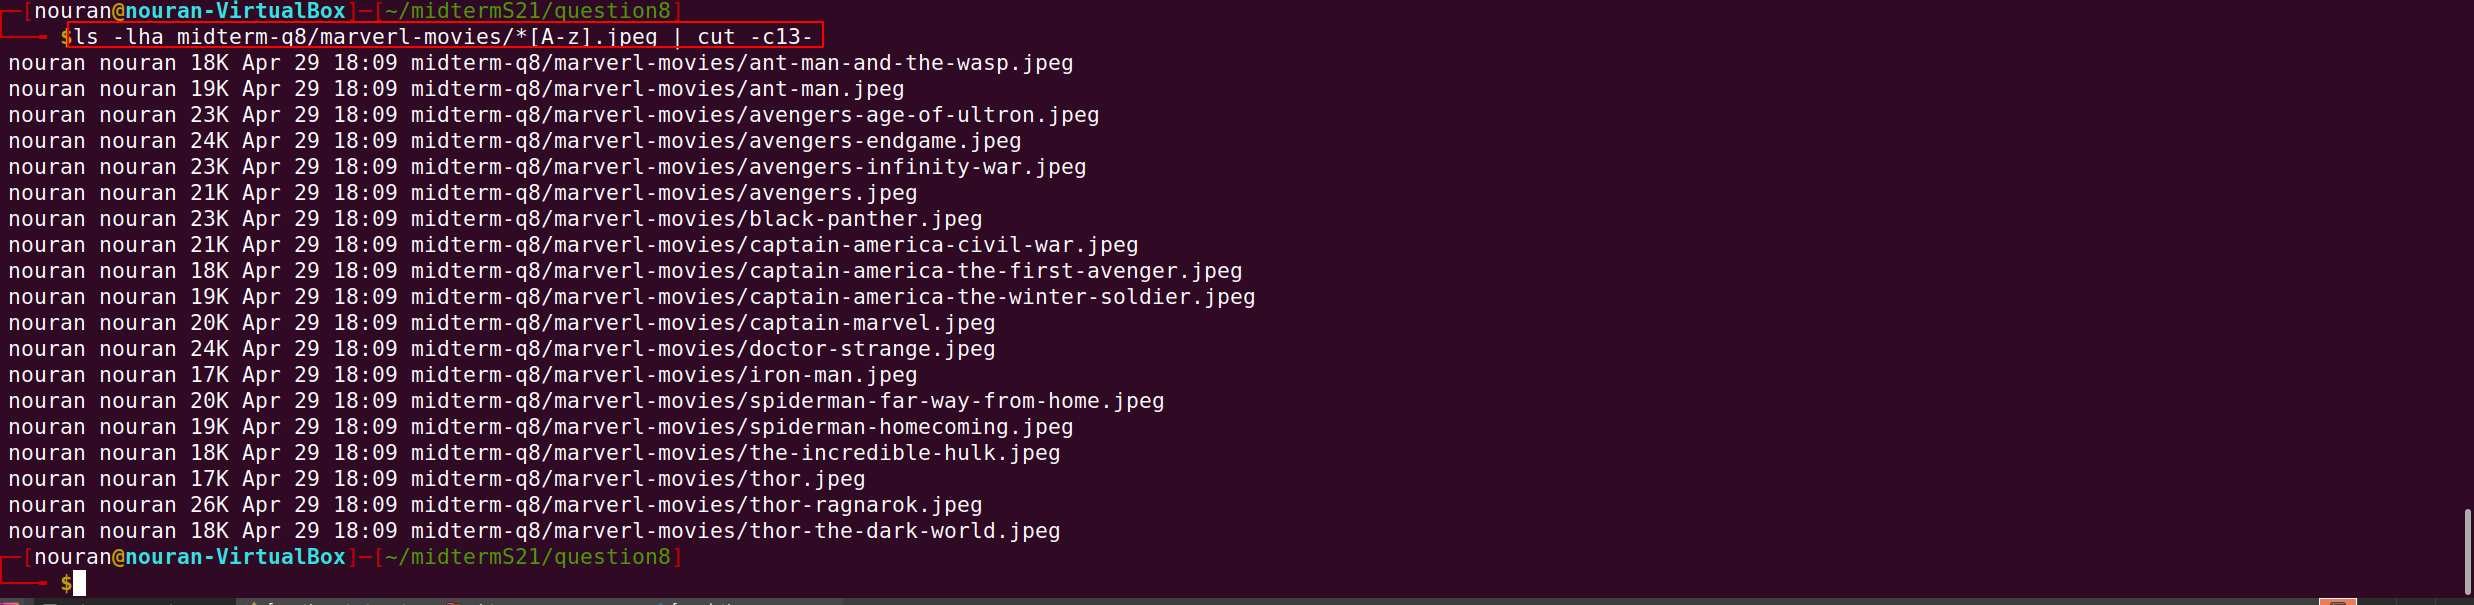 [nouran@nouran-VirtualBox]─[~/midtermS21/question8]
$ls -lha midterm-q8/marverl-movies/*[A-z].jpeg | cut -c13-
nouran nouran 18K Apr 29 18:09 midterm-q8/marverl-movies/ant-man-and-the-wasp.jpeg
nouran nouran 19K Apr 29 18:09 midterm-q8/marverl-movies/ant-man.jpeg
nouran nouran 23K Apr 29 18:09 midterm-q8/marverl-movies/avengers-age-of-ultron.jpeg
nouran nouran 24K Apr 29 18:09 midterm-q8/marverl-movies/avengers-endgame.jpeg
nouran nouran 23K Apr 29 18:09 midterm-q8/marverl-movies/avengers-infinity-war.jpeg
nouran nouran 21K Apr 29 18:09 midterm-q8/marverl-movies/avengers.jpeg
nouran nouran 23K Apr 29 18:09 midterm-q8/marverl-movies/black-panther.jpeg
nouran nouran 21K Apr 29 18:09 midterm-q8/marverl-movies/captain-america-civil-war.jpeg
nouran nouran 18K Apr 29 18:09 midterm-q8/marverl-movies/captain-america-the-first-avenger.jpeg
nouran nouran 19K Apr 29 18:09 midterm-q8/marverl-movies/captain-america-the-winter-soldier.jpeg
nouran nouran 20K Apr 29 18:09 midterm-q8/marverl-movies/captain-marvel.jpeg
nouran nouran 24K Apr 29 18:09 midterm-q8/marverl-movies/doctor-strange.jpeg
nouran nouran 17K Apr 29 18:09 midterm-q8/marverl-movies/iron-man.jpeg
nouran nouran 20K Apr 29 18:09 midterm-q8/marverl-movies/spiderman-far-way-from-home.jpeg
nouran nouran 19K Apr 29 18:09 midterm-q8/marverl-movies/spiderman-homecoming.jpeg
nouran nouran 18K Apr 29 18:09 midterm-q8/marverl-movies/the-incredible-hulk.jpeg
nouran nouran 17K Apr 29 18:09 midterm-q8/marverl-movies/thor.jpeg
nouran nouran 26K Apr 29 18:09 midterm-q8/marverl-movies/thor-ragnarok.jpeg
nouran nouran 18K Apr 29 18:09 midterm-q8/marverl-movies/thor-the-dark-world.jpeg
[nouran@nouran-VirtualBox]─[~/midtermS21/question8]
$